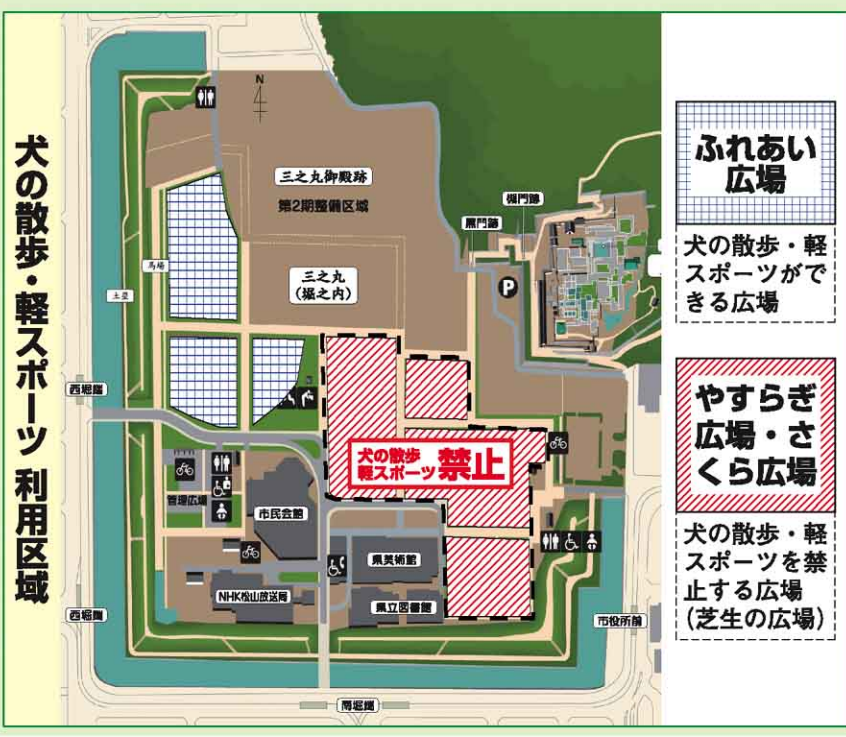 犬の散歩・軽スポーツ 利用区域
N
三之丸御殿跡
第2期整備区域
三之丸
(堀之内)
黒門跡
槻門跡
P
馬場
土塁
西堀端
犬の散歩
軽スポーツ 禁止
管理広場
市民会館
県美術館
NHK松山放送局
県立図書館
西堀端
市役所前
南堀端
ふれあい
広場
犬の散歩・軽
スポーツがで
きる広場
やすらぎ
広場・さ
くら広場
犬の散歩・軽
スポーツを禁
止する広場
(芝生の広場)